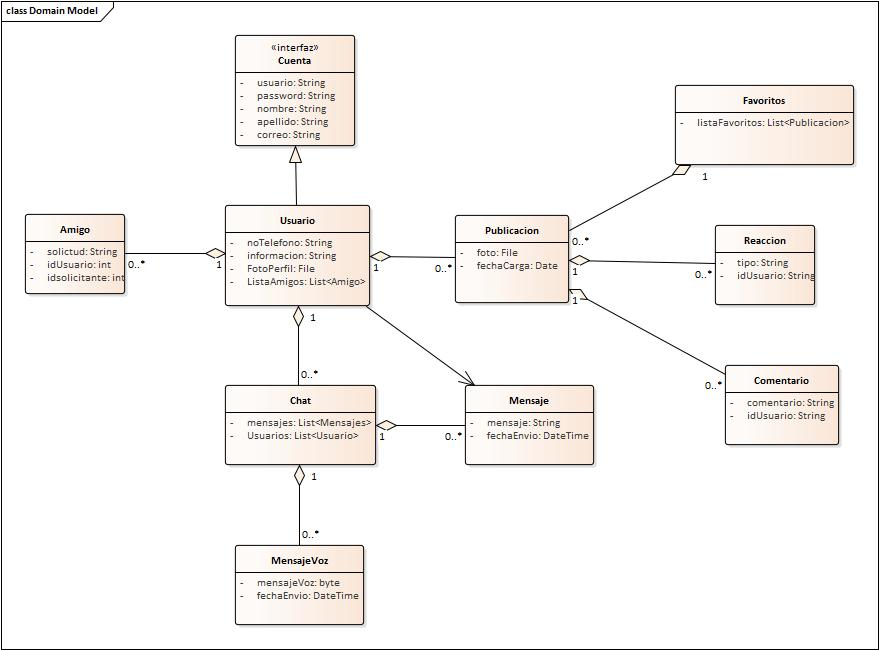 class Domain Model
«interfaz»
Cuenta
- usuario: String
- password: String
- nombre: String
- apellido: String
- correo: String
Favoritos
- listaFavoritos: List<Publicacion>
1
Amigo
- solictud: String
- idUsuario: int
- idsolicitante: int
0..*
1
Usuario
- noTelefono: String
- informacion: String
- FotoPerfil: File
- ListaAmigos: List<Amigo>
1
0..*
Publicacion
- foto: File
- fechaCarga: Date
0..*
1
1
Reaccion
- tipo: String
- idUsuario: String
0..*
1
0..*
Chat
- mensajes: List<Mensajes>
- Usuarios: List<Usuario>
1
0..*
Mensaje
- mensaje: String
- fechaEnvio: DateTime
0..*
Comentario
- comentario: String
- idUsuario: String
1
0..*
MensajeVoz
- mensajeVoz: byte
- fechaEnvio: DateTime